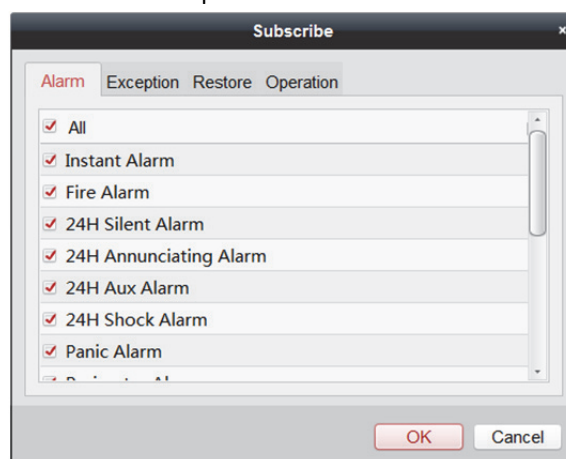 Subscribe
Alarm Exception Restore Operation
All
Instant Alarm
Fire Alarm
24H Silent Alarm
24H Annunciating Alarm
24H Aux Alarm
24H Shock Alarm
Panic Alarm
OK Cancel